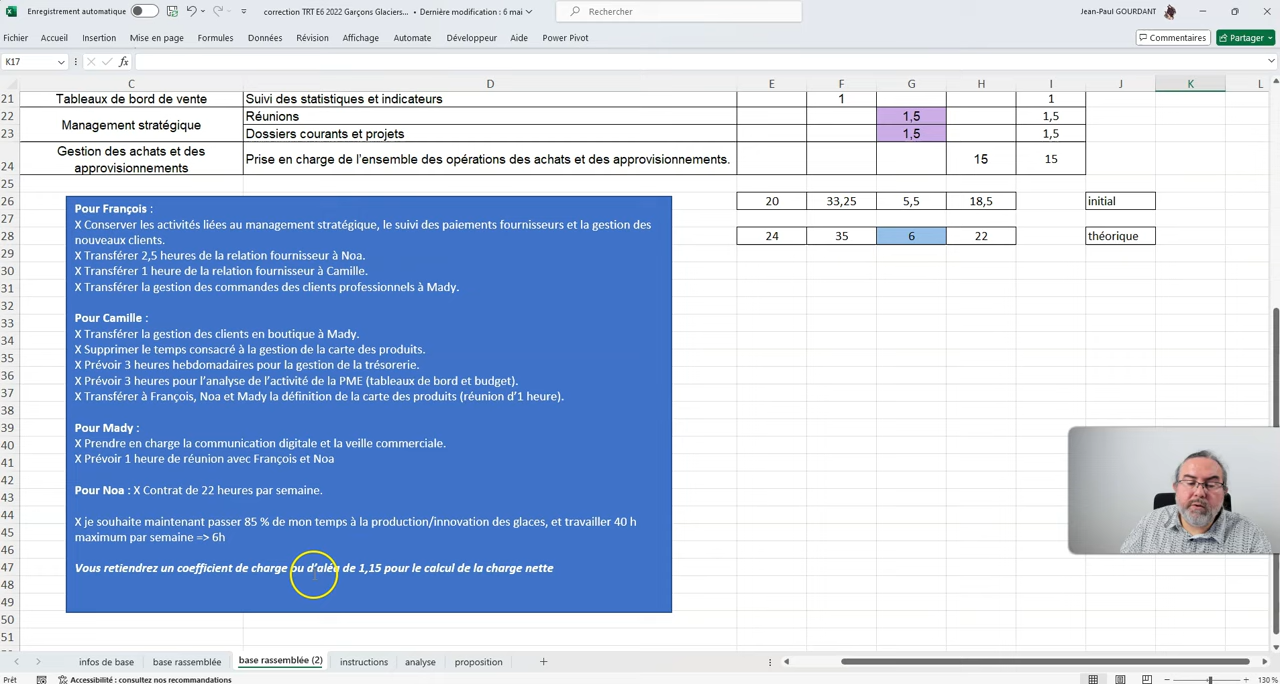 Enregistrement automatique
correction TRT E6 2022 Garçons Glaciers... • Dernière modification : 6 mai
Rechercher
Jean-Paul GOURDANT
Fichier Accueil Insertion Mise en page Formules Données Révision Affichage Automate Développeur Aide Power Pivot
Commentaires
Partager
K17
fx
C D E F G H I J K L
21 Tableaux de bord de vente Suivi des statistiques et indicateurs 1 1
22 Réunions 1,5 1,5
Management stratégique
23 Dossiers courants et projets 1,5 1,5
24 Gestion des achats et des approvisionnements Prise en charge de l'ensemble des opérations des achats et des approvisionnements. 15 15
25
26 20 33,25 5,5 18,5 initial
27
28 24 35 6 22 théorique
29
30
31
32
33
34
35
36
37
38
39
40
41
42
43
44
45
46
47
48
49
50
51
Pour François :
X Conserver les activités liées au management stratégique, le suivi des paiements fournisseurs et la gestion des
nouveaux clients.
X Transférer 2,5 heures de la relation fournisseur à Noa.
X Transférer 1 heure de la relation fournisseur à Camille.
X Transférer la gestion des commandes des clients professionnels à Mady.
Pour Camille :
X Transférer la gestion des clients en boutique à Mady.
X Supprimer le temps consacré à la gestion de la carte des produits.
X Prévoir 3 heures hebdomadaires pour la gestion de la trésorerie.
X Prévoir 3 heures pour l'analyse de l'activité de la PME (tableaux de bord et budget).
X Transférer à François, Noa et Mady la définition de la carte des produits (réunion d'1 heure).
Pour Mady :
X Prendre en charge la communication digitale et la veille commerciale.
X Prévoir 1 heure de réunion avec François et Noa
Pour Noa : X Contrat de 22 heures par semaine.
X je souhaite maintenant passer 85 % de mon temps à la production/innovation des glaces, et travailler 40 h
maximum par semaine => 6h
Vous retiendrez un coefficient de charge ou d'aléa de 1,15 pour le calcul de la charge nette
infos de base base rassemblée base rassemblée (2) instructions analyse proposition
Prêt Accessibilité : consultez nos recommandations
130 %